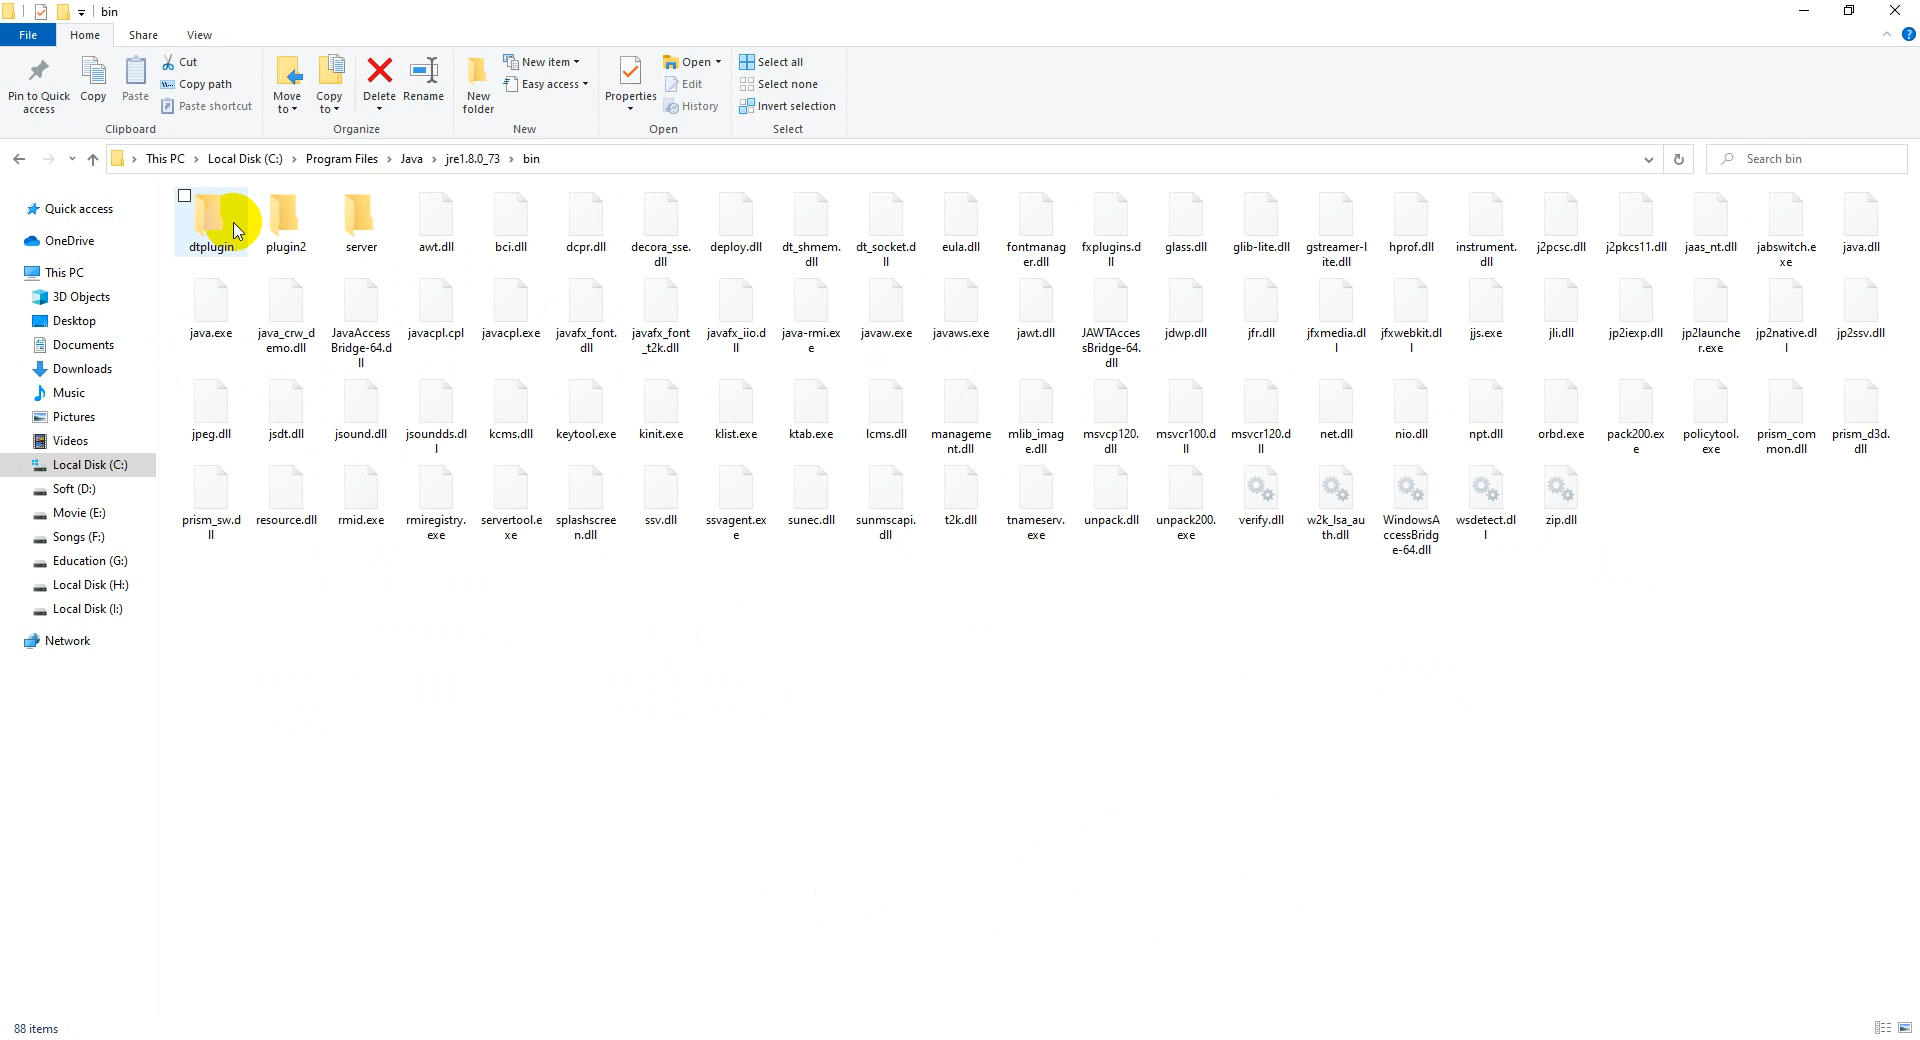 bin
File Home Share View
Pin to Quick access
Copy
Paste
Cut
Copy path
Paste shortcut
Clipboard
Move to
Copy to
Delete
Rename
Organize
New folder
New item
Easy access
New
Properties
Open
Edit
History
Open
Select all
Select none
Invert selection
Select
This PC › Local Disk (C:) › Program Files › Java › jre1.8.0_73 › bin
Search bin
Quick access
OneDrive
This PC
3D Objects
Desktop
Documents
Downloads
Music
Pictures
Videos
Local Disk (C:)
Soft (D:)
Movie (E:)
Songs (F:)
Education (G:)
Local Disk (H:)
Local Disk (I:)
Network
dtplugin
plugin2
server
awt.dll
bci.dll
dcpr.dll
decora_sse.
dll
deploy.dll
dt_shmem.
dll
dt_socket.d
ll
eula.dll
fontmanag
er.dll
fxplugins.d
ll
glass.dll
glib-lite.dll
gstreamer-l
ite.dll
hprof.dll
instrument.
dll
j2pcsc.dll
j2pkcs11.dll
jaas_nt.dll
jabswitch.e
xe
java.dll
java.exe
java_crw_d
emo.dll
JavaAccess
Bridge-64.d
ll
javacpl.cpl
javacpl.exe
javafx_font.
dll
javafx_font
_t2k.dll
javafx_iio.d
ll
java-rmi.ex
e
javaw.exe
javaws.exe
jawt.dll
JAWTAcces
sBridge-64.
dll
jdwp.dll
jfr.dll
jfxmedia.dl
l
jfxwebkit.dl
l
jjs.exe
jli.dll
jp2iexp.dll
jp2launche
r.exe
jp2native.dl
l
jp2ssv.dll
jpeg.dll
jsdt.dll
jsound.dll
jsoundds.dl
l
kcms.dll
keytool.exe
kinit.exe
klist.exe
ktab.exe
lcms.dll
manageme
nt.dll
mlib_imag
e.dll
msvcp120.
dll
msvcr100.d
ll
msvcr120.d
ll
net.dll
nio.dll
npt.dll
orbd.exe
pack200.ex
e
policytool.
exe
prism_com
mon.dll
prism_d3d.
dll
prism_sw.d
ll
resource.dll
rmid.exe
rmiregistry.
exe
servertool.e
xe
splashscree
n.dll
ssv.dll
ssvagent.ex
e
sunec.dll
sunmscapi.
dll
t2k.dll
tnameserv.
exe
unpack.dll
unpack200.
exe
verify.dll
w2k_lsa_au
th.dll
WindowsA
ccessBridg
e-64.dll
wsdetect.dl
l
zip.dll
88 items